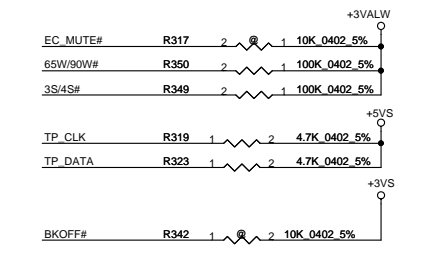 +3VALW
EC_MUTE# R317 2 @ 1 10K_0402_5%
65W/90W# R350 2 1 100K_0402_5%
3S/4S# R349 2 1 100K_0402_5%
+5VS
TP_CLK R319 1 2 4.7K_0402_5%
TP_DATA R323 1 2 4.7K_0402_5%
+3VS
BKOFF# R342 1 @ 2 10K_0402_5%